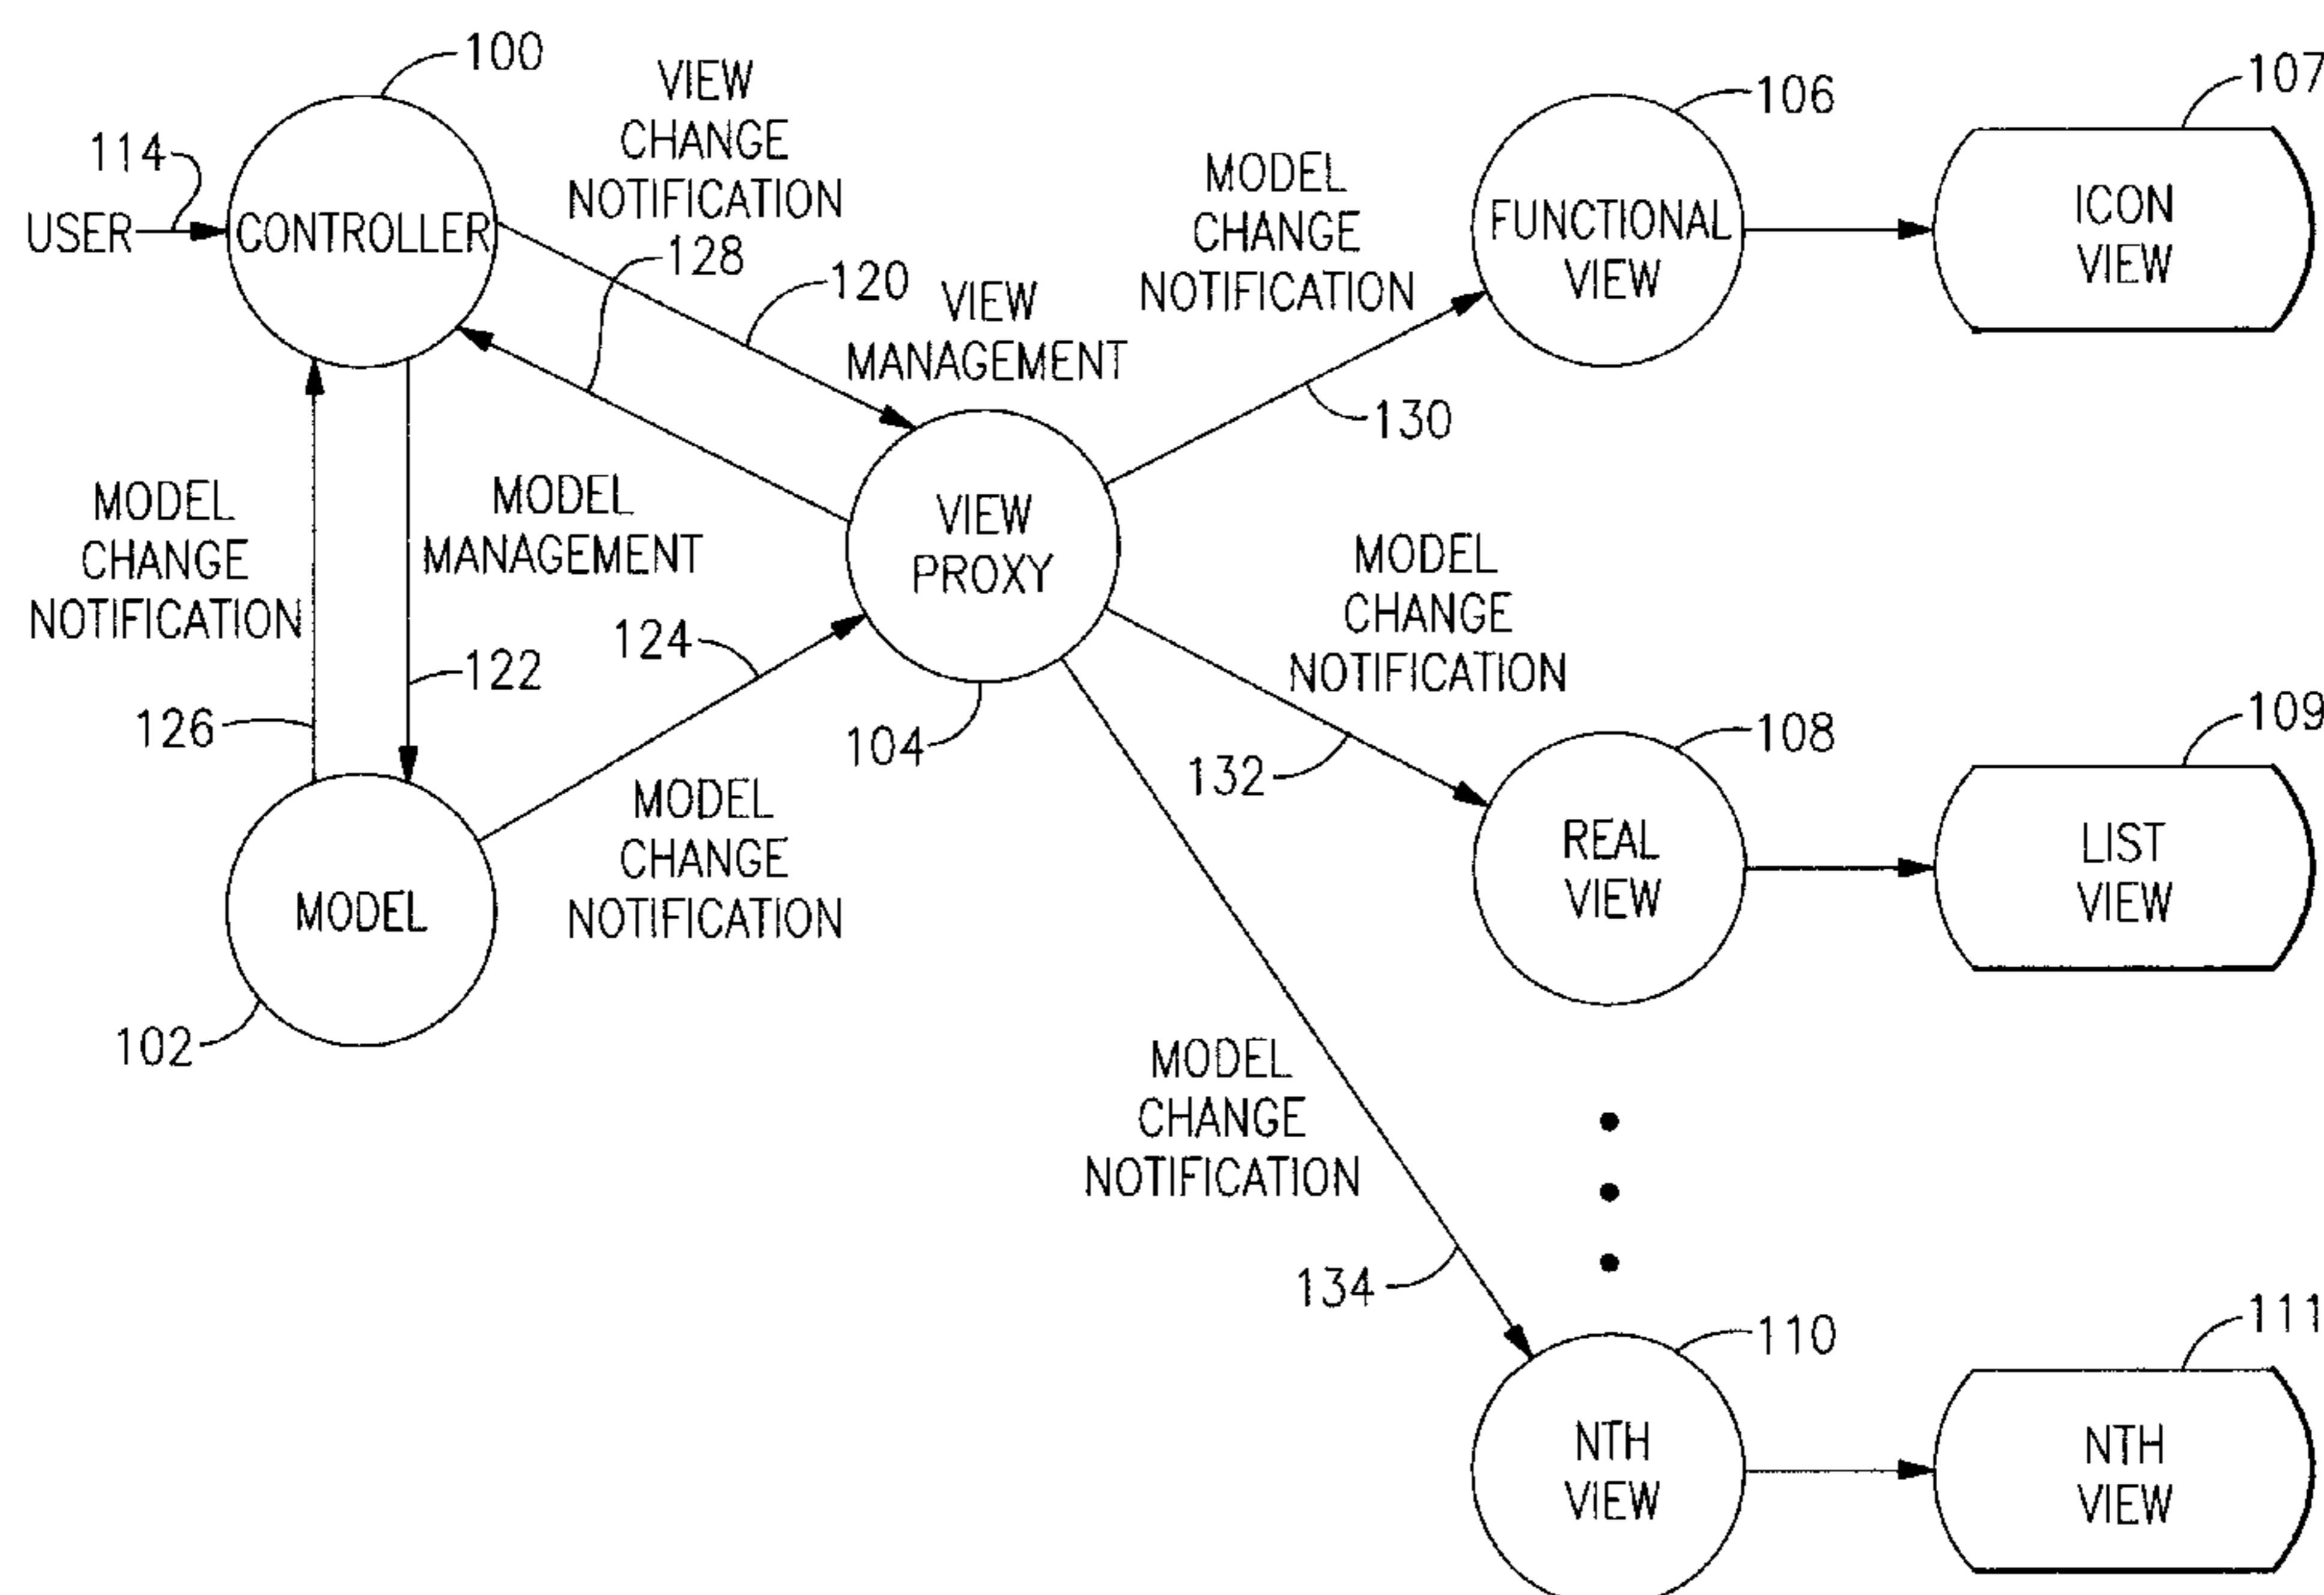 100
VIEW
CHANGE
NOTIFICATION
114
USER
CONTROLLER
128
120
VIEW
MANAGEMENT
MODEL
CHANGE
NOTIFICATION
106
FUNCTIONAL
VIEW
107
ICON
VIEW
130
MODEL
CHANGE
NOTIFICATION
MODEL
MANAGEMENT
VIEW
PROXY
124
122
126
104
MODEL
CHANGE
NOTIFICATION
132
108
REAL
VIEW
109
LIST
VIEW
MODEL
CHANGE
NOTIFICATION
MODEL
102
MODEL
CHANGE
NOTIFICATION
134
110
NTH
VIEW
111
NTH
VIEW